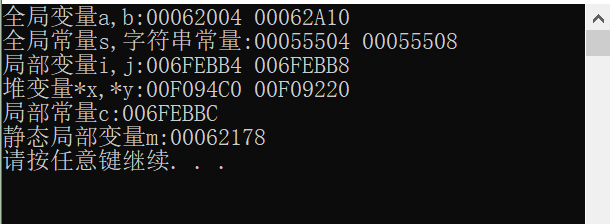 全局变量a,b:00062004 00062A10
全局常量s,字符串常量:00055504 00055508
局部变量i,j:006FEBB4 006FEBB8
堆变量*x,*y:00F094C0 00F09220
局部常量c:006FEBBC
静态局部变量m:00062178
请按任意键继续. . .